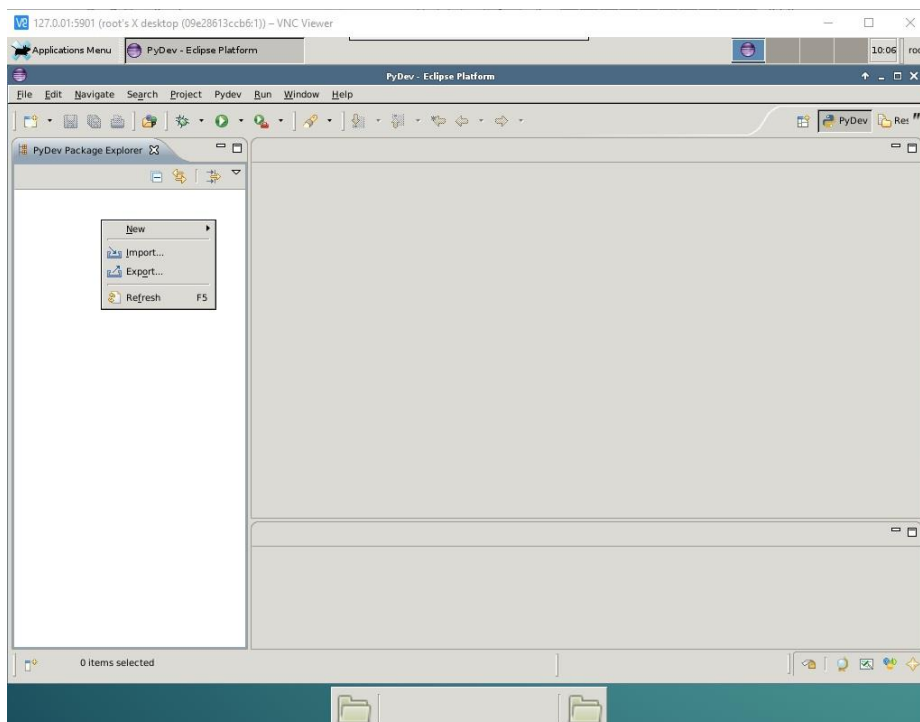 127.0.01:5901 (root's X desktop (09e28613ccb6:1)) – VNC Viewer
Applications Menu PyDev - Eclipse Platform 10:06 roo
PyDev - Eclipse Platform
File Edit Navigate Search Project Pydev Run Window Help
PyDev Res "
PyDev Package Explorer
New
Import...
Export...
Refresh F5
0 items selected